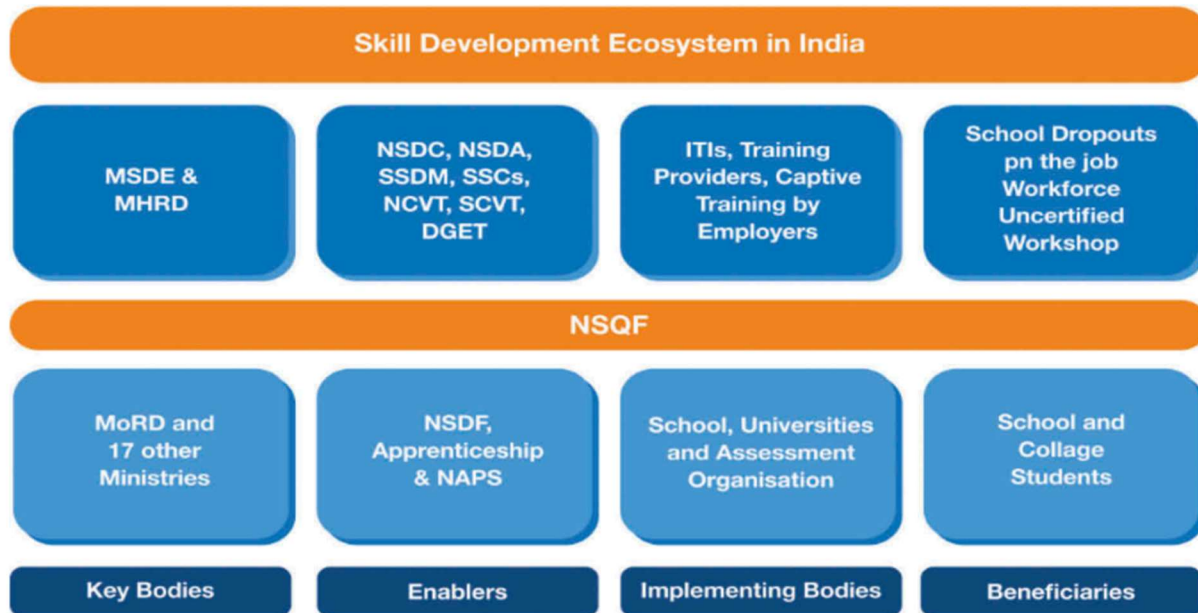 Skill Development Ecosystem in India
MSDE &
MHRD
NSDC, NSDA,
SSDM, SSCs,
NCVT, SCVT,
DGET
ITIs, Training
Providers, Captive
Training by
Employers
School Dropouts
pn the job
Workforce
Uncertified
Workshop
NSQF
MoRD and
17 other
Ministries
NSDF,
Apprenticeship
& NAPS
School, Universities
and Assessment
Organisation
School and
Collage
Students
Key Bodies
Enablers
Implementing Bodies
Beneficiaries